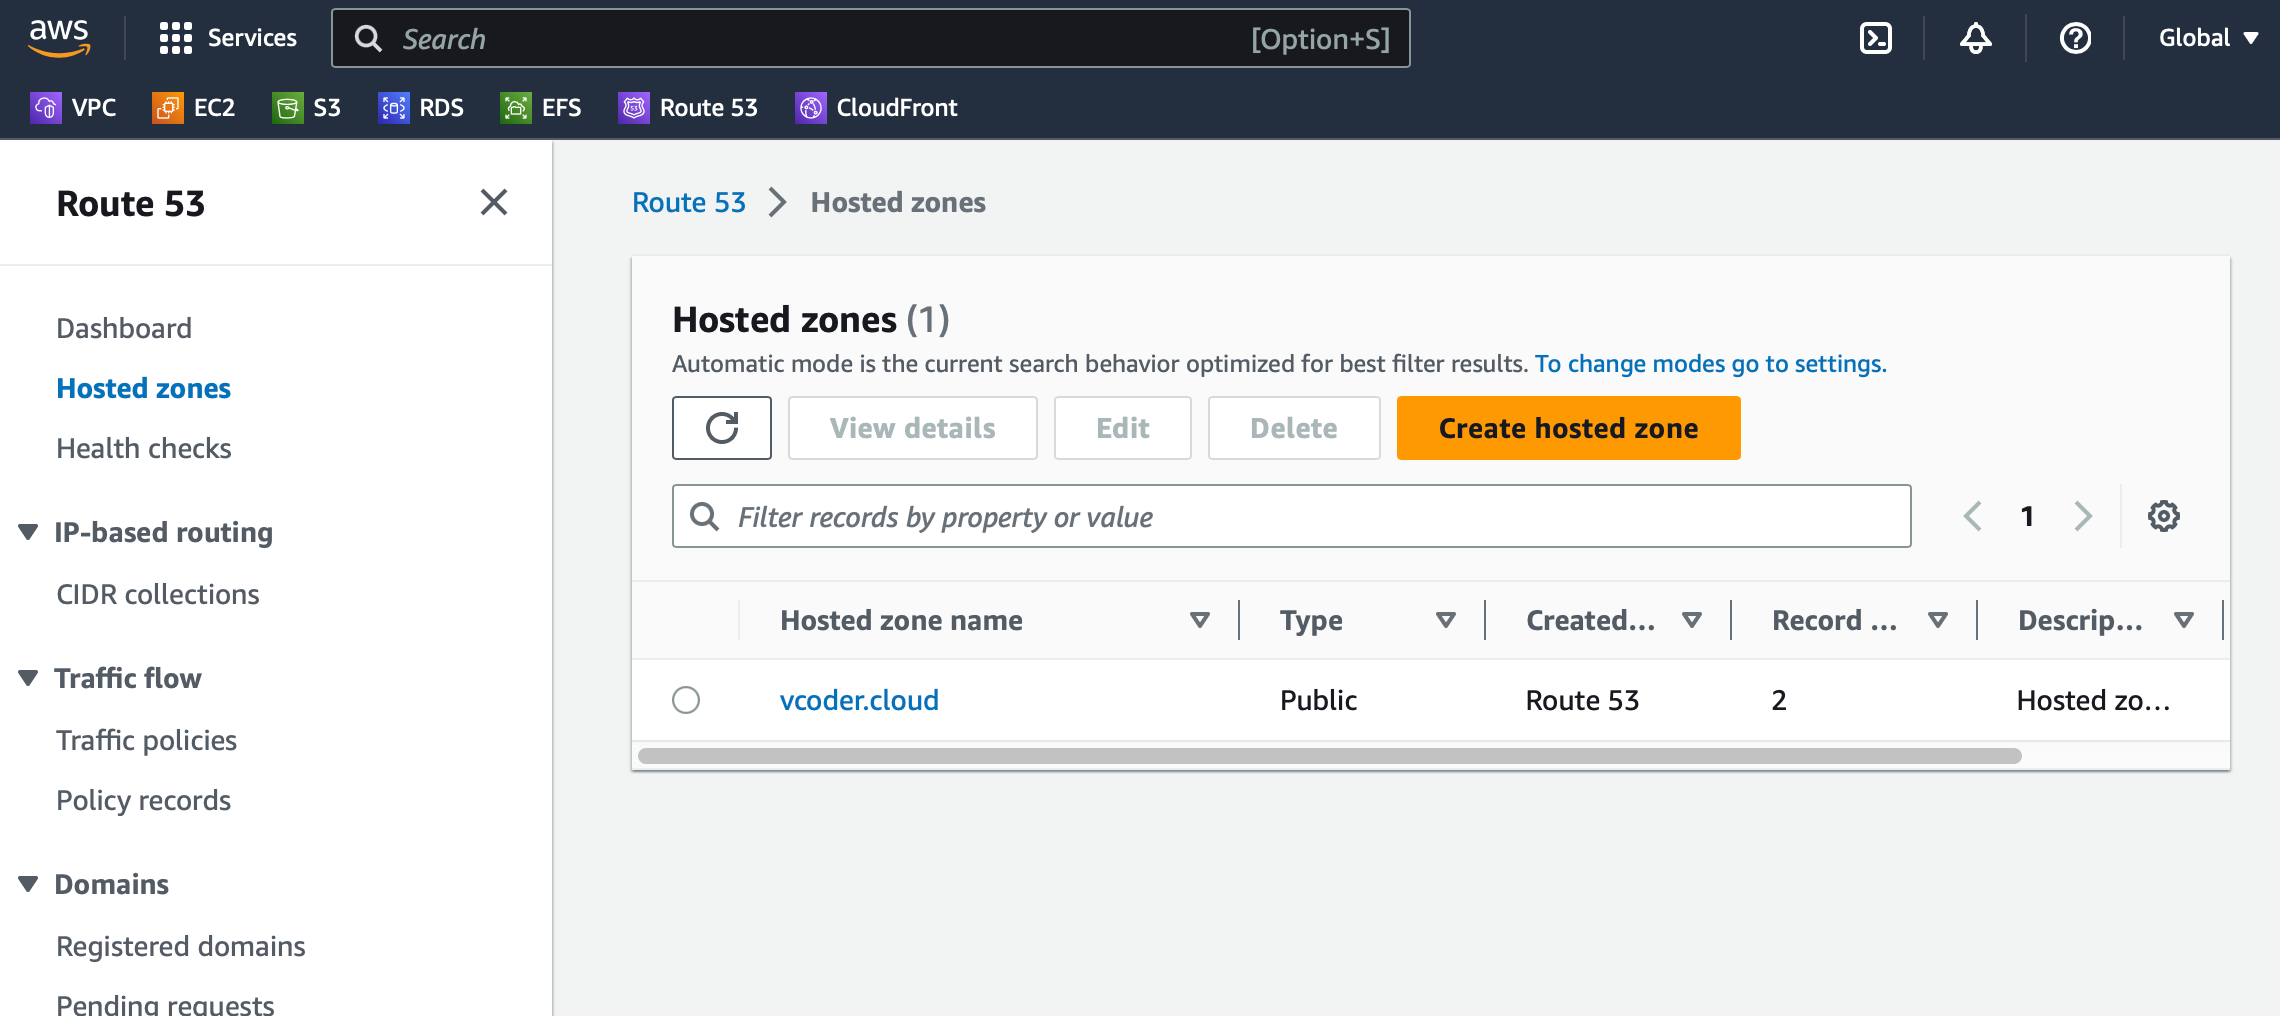 aws
Services
Search
[Option+S]
Global
VPC
EC2
S3
RDS
EFS
Route 53
CloudFront
Route 53
Dashboard
Hosted zones
Health checks
IP-based routing
CIDR collections
Traffic flow
Traffic policies
Policy records
Domains
Registered domains
Pending requests
Route 53 Hosted zones
Hosted zones (1)
Automatic mode is the current search behavior optimized for best filter results. To change modes go to settings.
View details
Edit
Delete
Create hosted zone
Filter records by property or value
1
Hosted zone name Type Created... Record ... Descrip...
vcoder.cloud Public Route 53 2 Hosted zo...